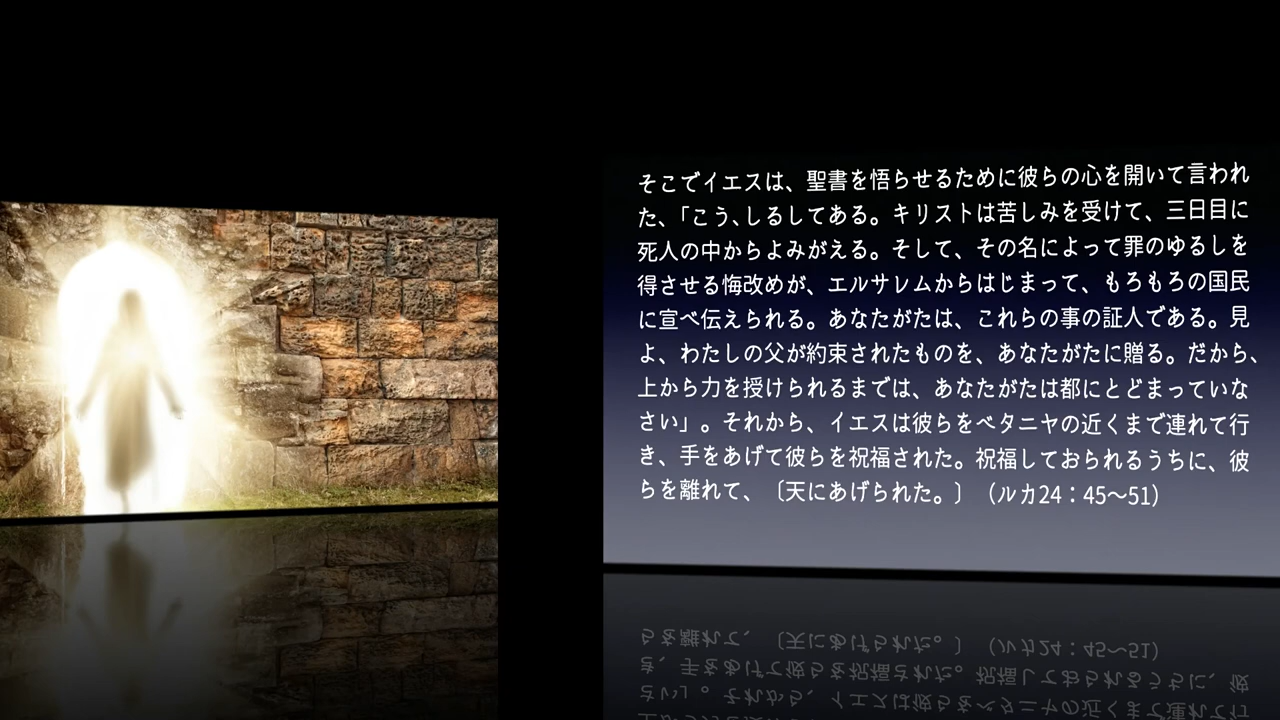 そこでイエスは、聖書を悟らせるために彼らの心を開いて言われ
た、「こう、しるしてある。キリストは苦しみを受けて、三日目に
死人の中からよみがえる。そして、その名によって罪のゆるしを
得させる悔改めが、エルサレムからはじまって、もろもろの国民
に宣べ伝えられる。あなたがたは、これらの事の証人である。見
よ、わたしの父が約束されたものを、あなたがたに贈る。だから、
上から力を授けられるまでは、あなたがたは都にとどまっていな
さい」。それから、イエスは彼らをベタニヤの近くまで連れて行
き、手をあげて彼らを祝福された。祝福しておられるうちに、彼
らを離れて、〔天にあげられた。〕（ルカ24：45～51）